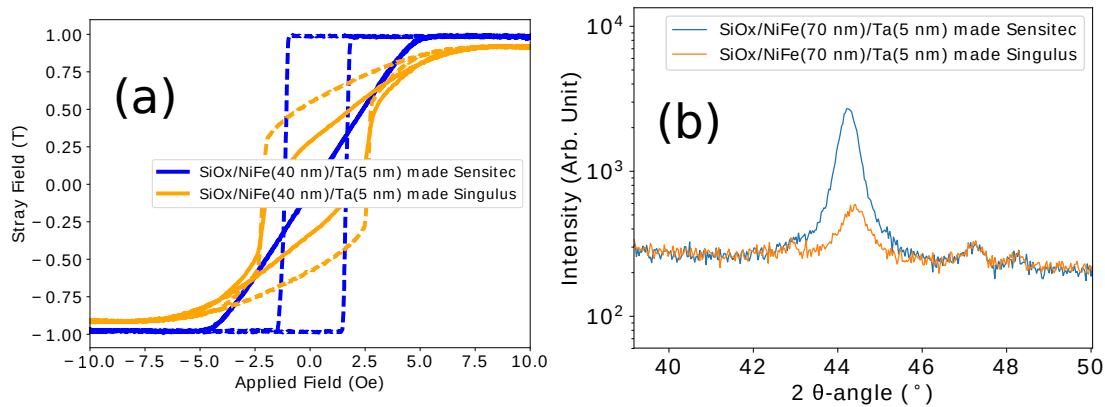 (a)
Stray Field (T)
1.00
0.75
0.50
0.25
0.00
−0.25
−0.50
−0.75
−1.00
SiOx/NiFe(40 nm)/Ta(5 nm) made Sensitec
SiOx/NiFe(40 nm)/Ta(5 nm) made Singulus
−10.0 −7.5 −5.0 −2.5 0.0 2.5 5.0 7.5 10.0
Applied Field (Oe)
(b)
Intensity (Arb. Unit)
10⁴
10³
10²
SiOx/NiFe(70 nm)/Ta(5 nm) made Sensitec
SiOx/NiFe(70 nm)/Ta(5 nm) made Singulus
40 42 44 46 48 50
2 θ-angle (°)